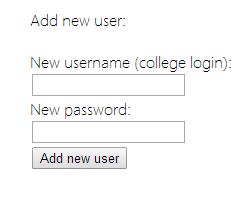 Add new user:
New username (college login):
New password:
Add new user